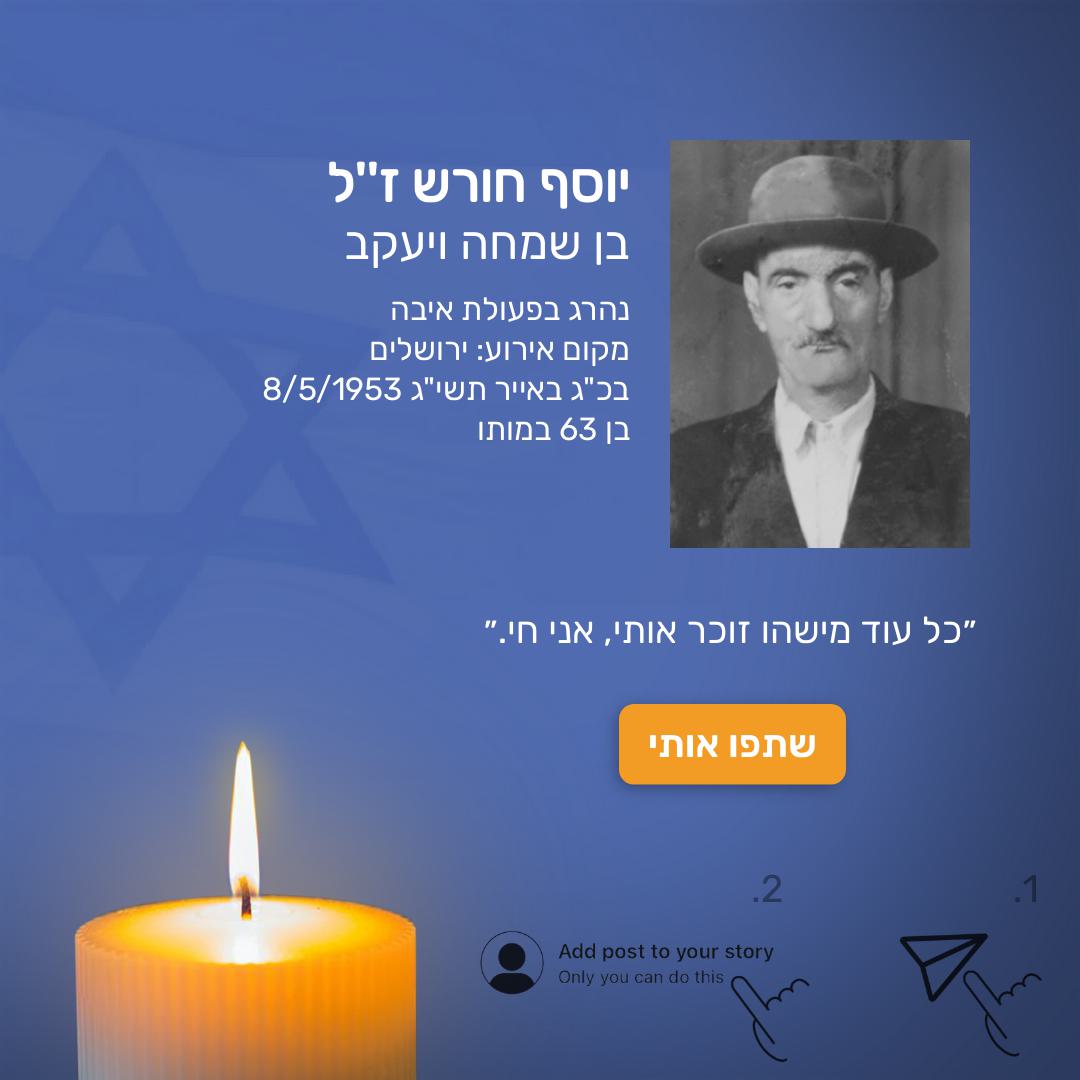 יוסף חורש ז"ל
בן שמחה ויעקב
נהרג בפעולת איבה
מקום אירוע: ירושלים
בכ"ג באייר תשי"ג 8/5/1953
בן 63 במותו
״כל עוד מישהו זוכר אותי, אני חי.״
שתפו אותי
.1
.2
Add post to your story
Only you can do this